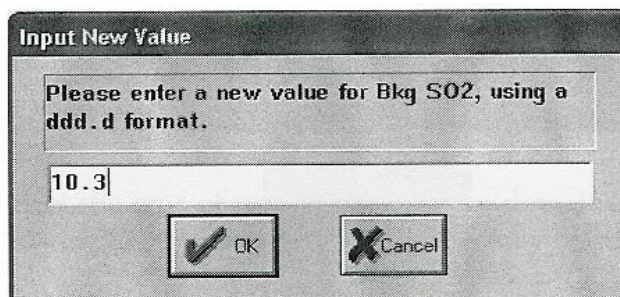 Input New Value
Please enter a new value for Bkg SO2, using a
ddd.d format.
10.3
OK
Cancel